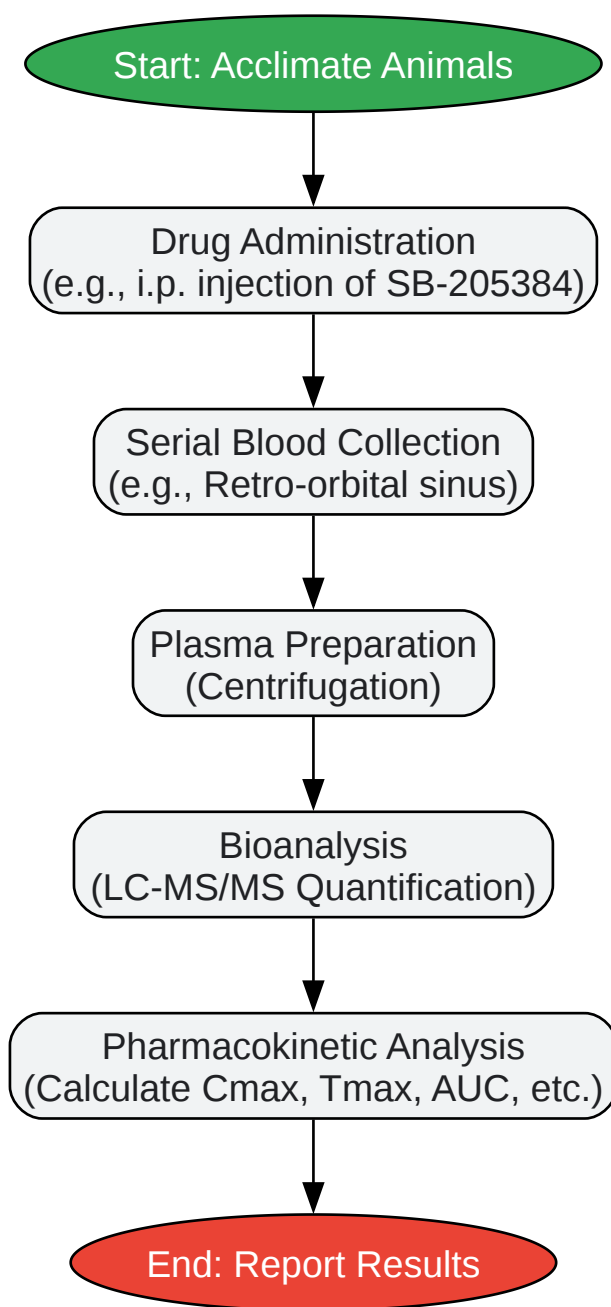 Start: Acclimate Animals
Drug Administration
(e.g., i.p. injection of SB-205384)
Serial Blood Collection
(e.g., Retro-orbital sinus)
Plasma Preparation
(Centrifugation)
Bioanalysis
(LC-MS/MS Quantification)
Pharmacokinetic Analysis
(Calculate Cmax, Tmax, AUC, etc.)
End: Report Results